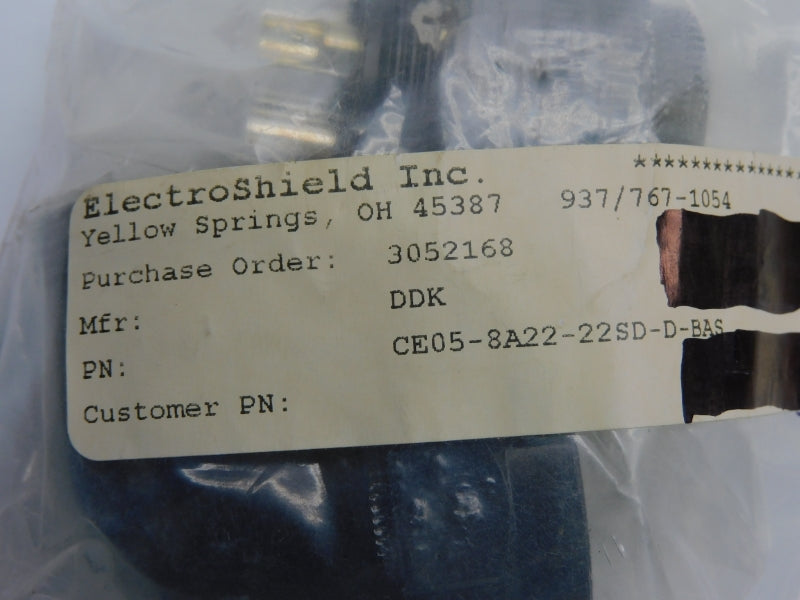 ****************
ElectroShield Inc.
Yellow Springs, OH 45387 937/767-1054
Purchase Order: 3052168
Mfr: DDK
PN: CE05-8A22-22SD-D-BAS
Customer PN: